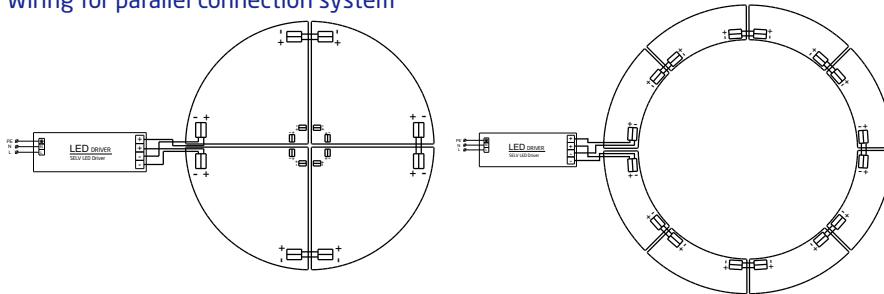 Wiring for parallel connection system
PE
N
L
LED DRIVER
SELV LED Driver
+
+
-
-
PE
N
L
LED DRIVER
SELV LED Driver
+
+
-
-